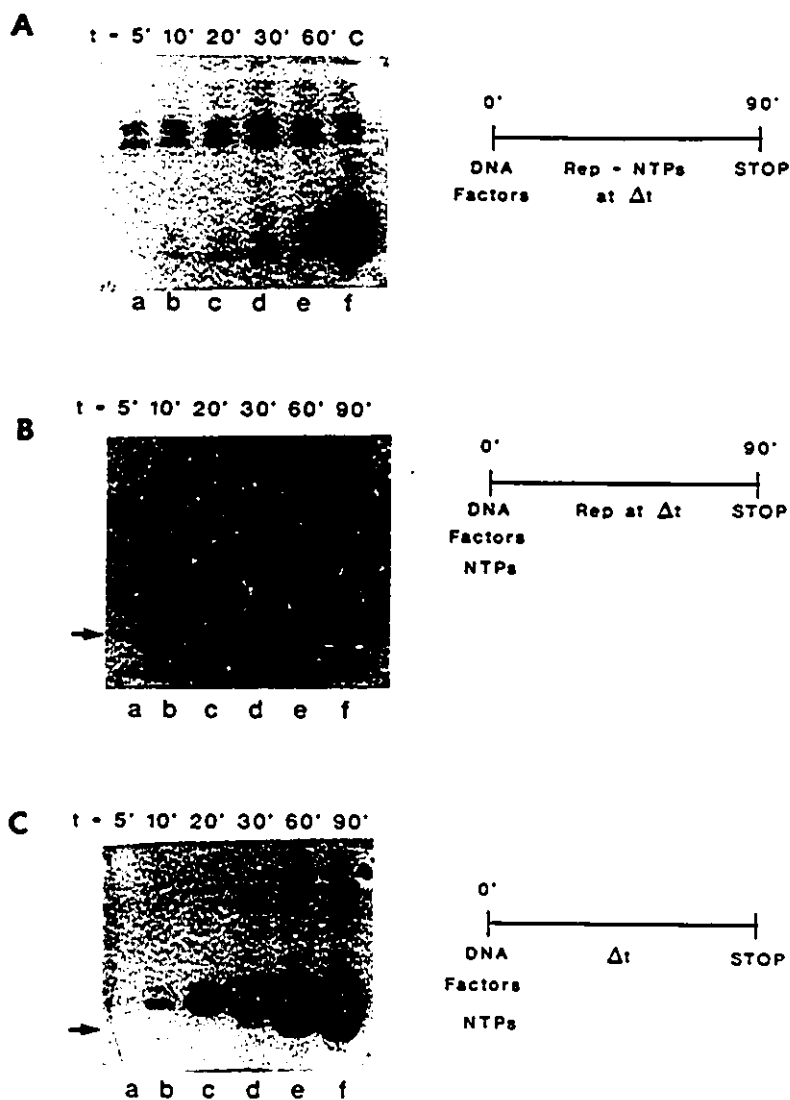 A
t - 5' 10' 20' 30' 60' C
a b c d e f
0' 90'
DNA Rep - NTPs STOP
Factors at Δt
B
t - 5' 10' 20' 30' 60' 90'
a b c d e f
0' 90'
DNA Rep at Δt STOP
Factors
NTPs
C
t - 5' 10' 20' 30' 60' 90'
a b c d e f
0'
DNA Δt STOP
Factors
NTPs